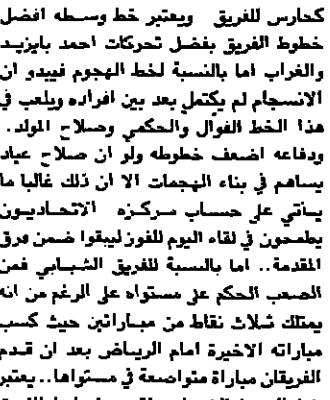 كحارس للفريق ويعتبر خط وسطه افضل
خطوط الفريق بفضل تحركات احمد بايزيد
والغراب اما بالنسبة لخط الهجوم فيبدو ان
الانسجام لم يكتمل بعد بين افراده ويلعب في
هذا الخط الفوال والحكمي وصلاح المولد.
ودفاعه اضعف خطوطه ولو ان صلاح عباد
يساهم في بناء الهجمات الا ان ذلك غالبا ما
يأتي على حساب مركزه الاتحاديون
يطمحون في لقاء اليوم للفوز ليبقوا ضمن فرق
المقدمة.. اما بالنسبة للفريق الشبابي فمن
الصعب الحكم على مستواه على الرغم من انه
يمتلك ثلاث نقاط من مباراتين حيث كسب
مباراته الاخيرة امام الرياض بعد ان قدم
الفريقان مباراة متواضعة في مستواها.. يعتبر